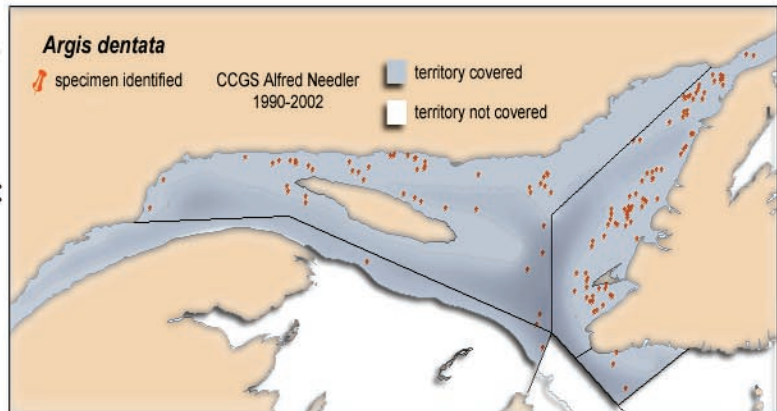 Argis dentata
specimen identified
CCGS Alfred Needler
1990-2002
territory covered
territory not covered